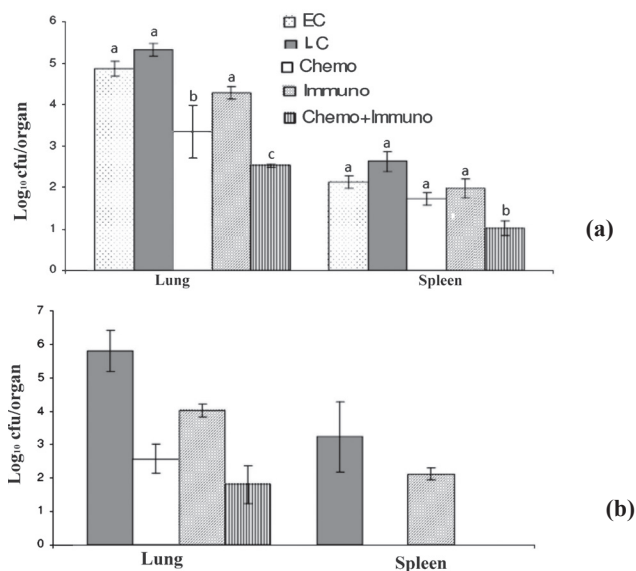 6
5
4
3
2
1
0
Log₁₀ cfu/organ
a a b a c
a a a a b
EC
LC
Chemo
Immuno
Chemo+Immuno
Lung Spleen
(a)
7
6
5
4
3
2
1
0
Log₁₀ cfu/organ
Lung Spleen
(b)